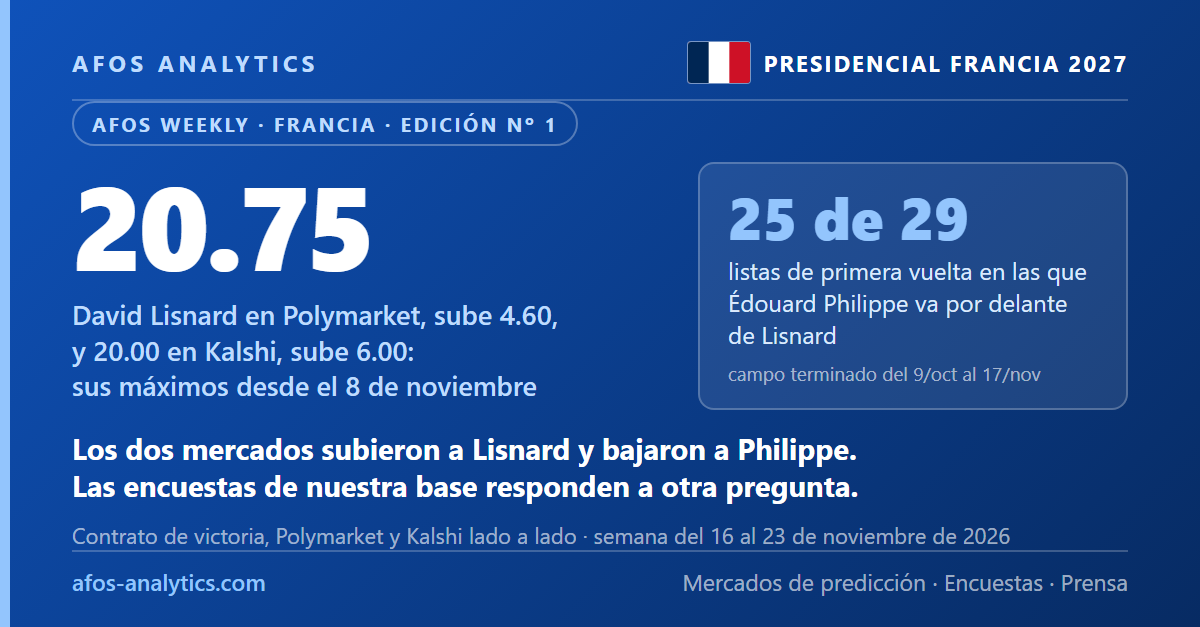 AFOS ANALYTICS
PRESIDENCIAL FRANCIA 2027
AFOS WEEKLY · FRANCIA · EDICIÓN Nº 1
20.75
David Lisnard en Polymarket, sube 4.60,
y 20.00 en Kalshi, sube 6.00:
sus máximos desde el 8 de noviembre
25 de 29
listas de primera vuelta en las que
Édouard Philippe va por delante
de Lisnard
campo terminado del 9/oct al 17/nov
Los dos mercados subieron a Lisnard y bajaron a Philippe.
Las encuestas de nuestra base responden a otra pregunta.
Contrato de victoria, Polymarket y Kalshi lado a lado · semana del 16 al 23 de noviembre de 2026
afos-analytics.com
Mercados de predicción · Encuestas · Prensa